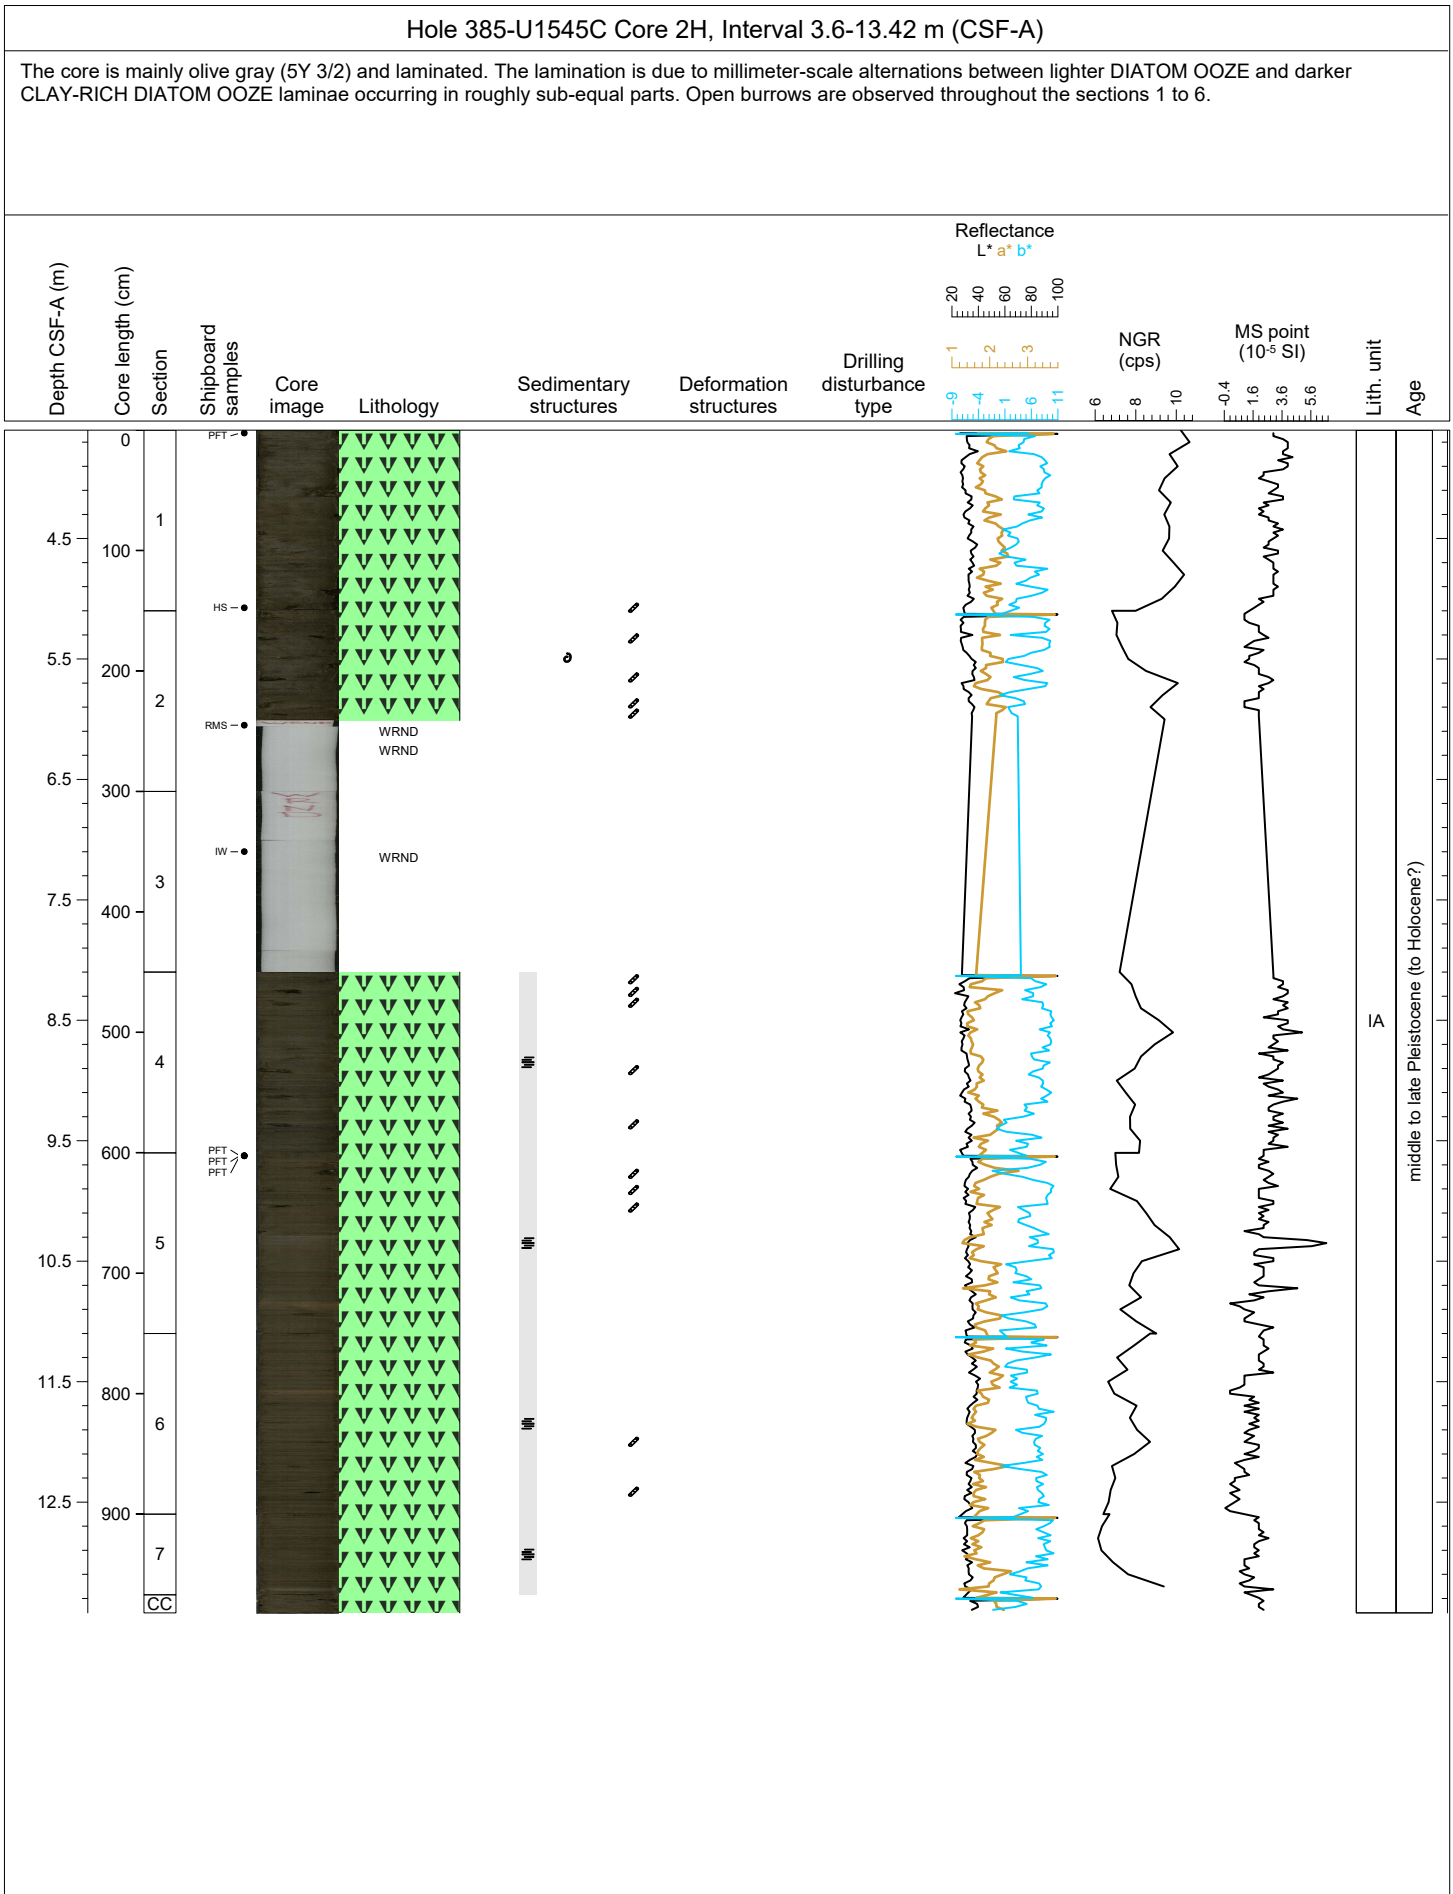 Hole 385-U1545C Core 2H, Interval 3.6-13.42 m (CSF-A)
The core is mainly olive gray (5Y 3/2) and laminated. The lamination is due to millimeter-scale alternations between lighter DIATOM OOZE and darker
CLAY-RICH DIATOM OOZE laminae occurring in roughly sub-equal parts. Open burrows are observed throughout the sections 1 to 6.
Depth CSF-A (m)
Core length (cm)
Section
Shipboard
samples
Core
image
Lithology
Sedimentary
structures
Deformation
structures
Drilling
disturbance
type
Reflectance
L* a* b*
20 40 60 80 100
1 2 3
-9 -4 1 6 11
NGR
(cps)
6 8 10
MS point
(10-5 SI)
-0.4 1.6 3.6 5.6
Lith. unit
Age
4.5
5.5
6.5
7.5
8.5
9.5
10.5
11.5
12.5
0
100
200
300
400
500
600
700
800
900
1
2
3
4
5
6
7
CC
PFT
HS
RMS
IW
PFT
PFT
PFT
WRND
WRND
WRND
IA
middle to late Pleistocene (to Holocene?)